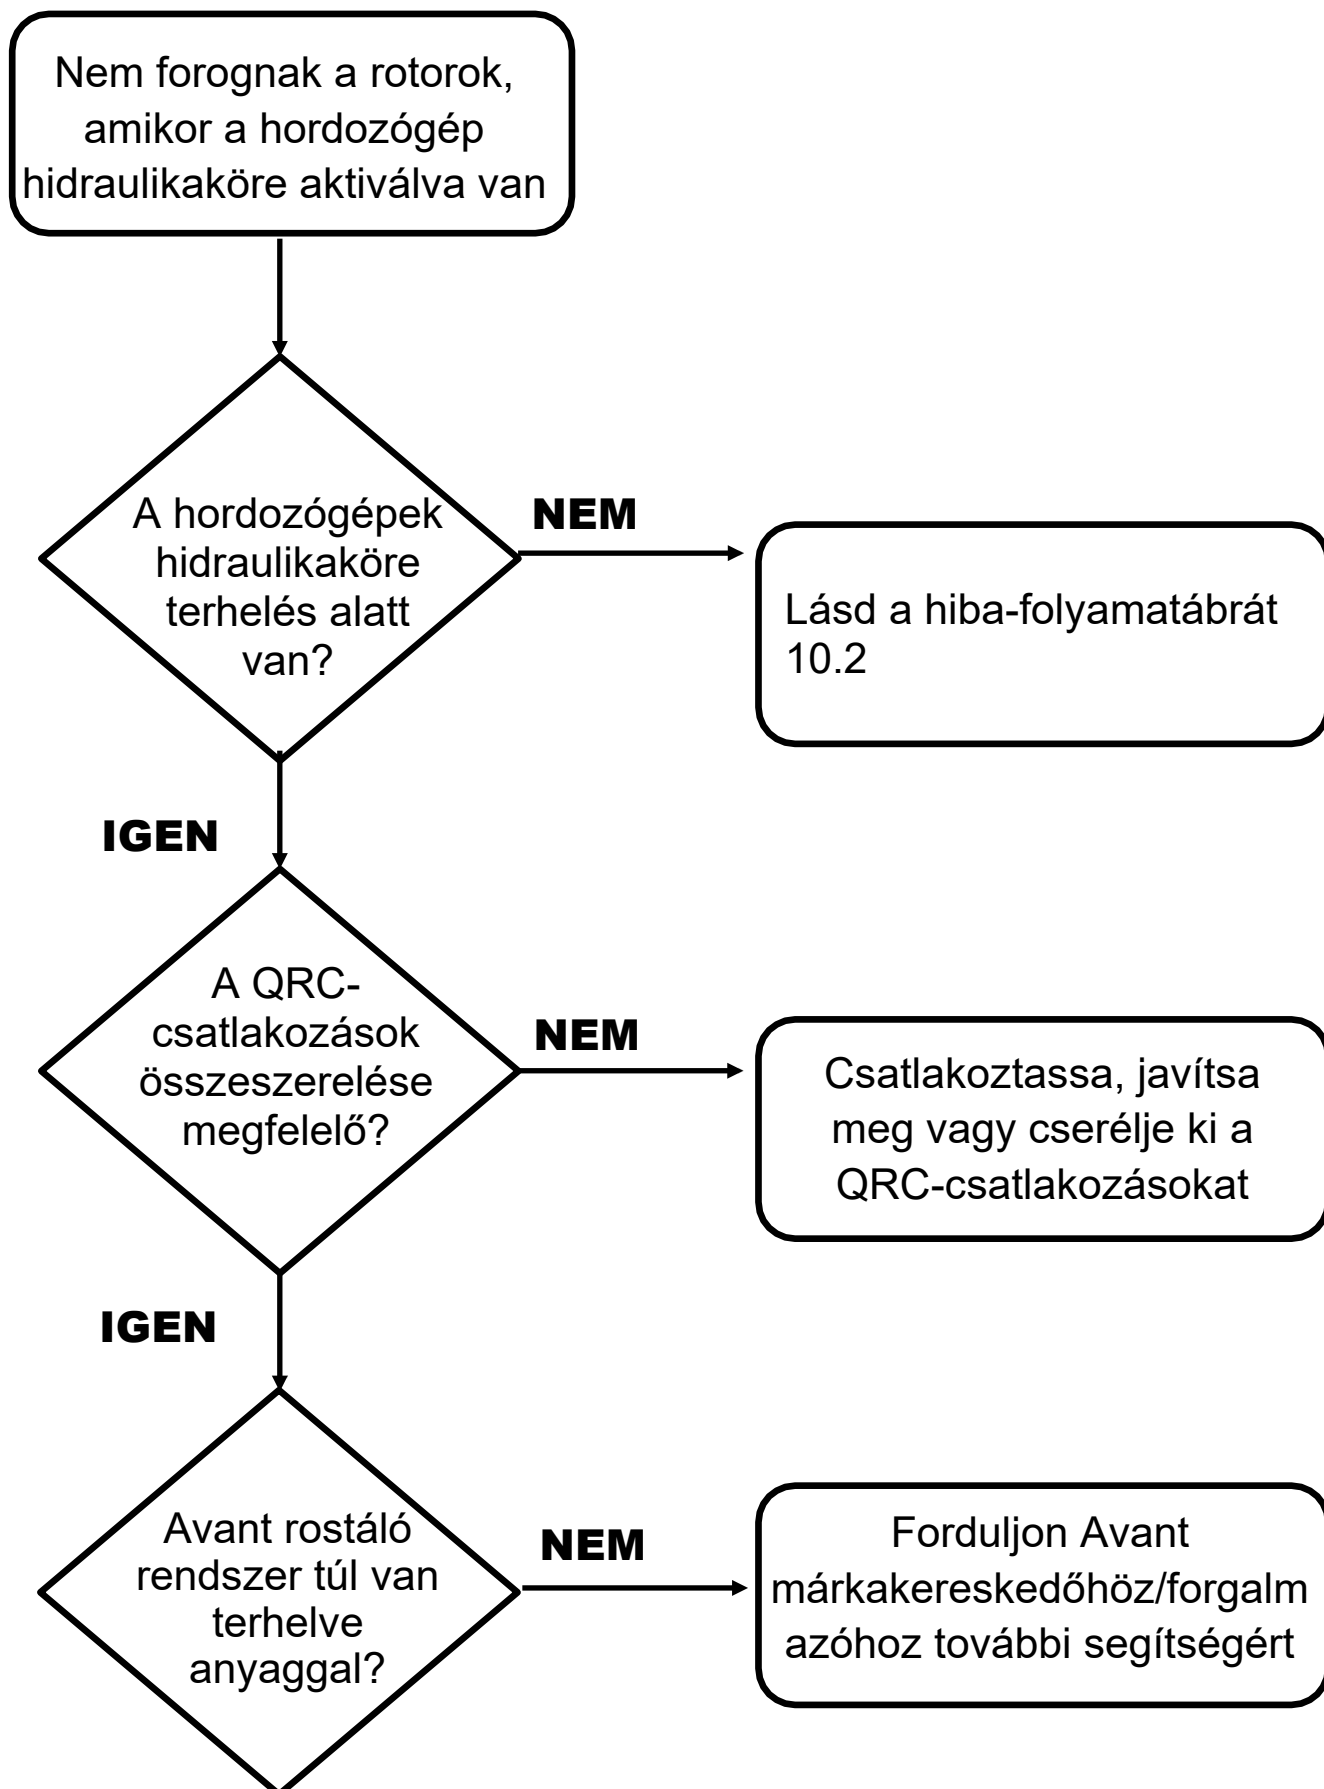 Nem forognak a rotorok,
amikor a hordozógép
hidraulikaköre aktiválva van
A hordozógépek
hidraulikaköre
terhelés alatt
van?
NEM
Lásd a hiba-folyamatábrát
10.2
IGEN
A QRC-
csatlakozások
összeszerelése
megfelelő?
NEM
Csatlakoztassa, javítsa
meg vagy cserélje ki a
QRC-csatlakozásokat
IGEN
Avant rostáló
rendszer túl van
terhelve
anyaggal?
NEM
Forduljon Avant
márkakereskedőhöz/forgalm
azóhoz további segítségért